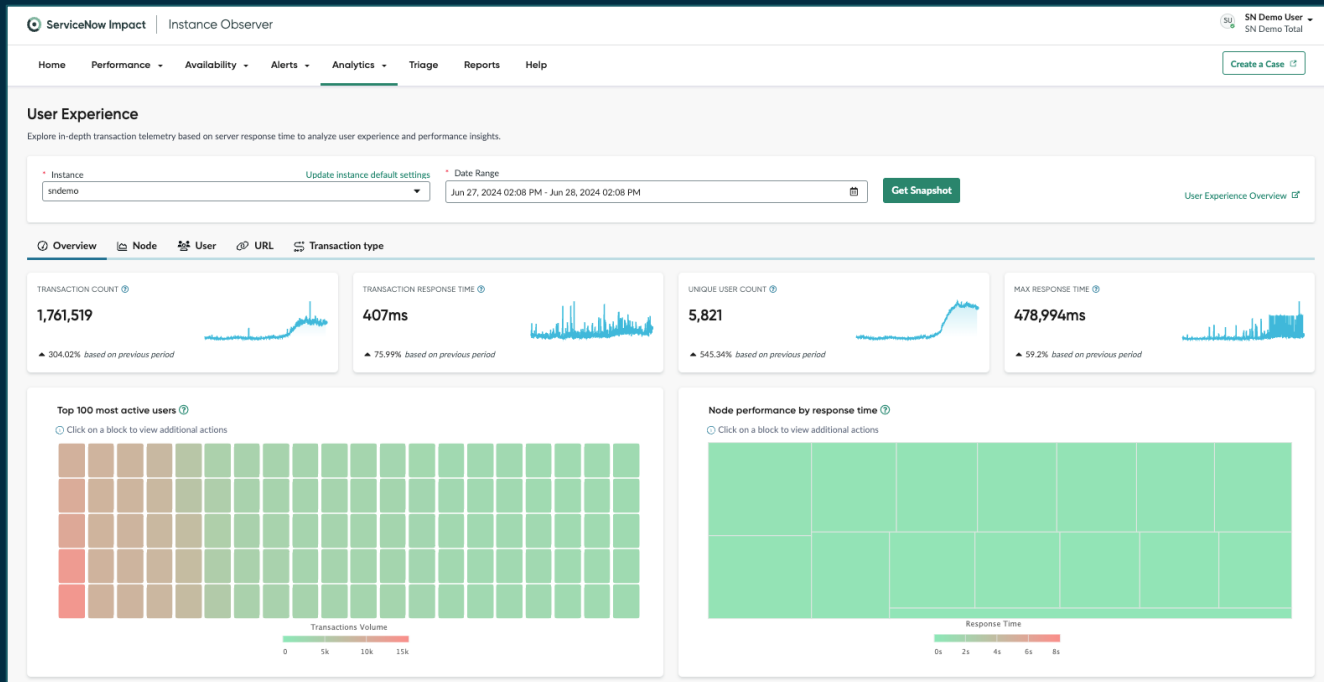 ServiceNow Impact | Instance Observer
SU SN Demo User
SN Demo Total
Home Performance Availability Alerts Analytics Triage Reports Help
Create a Case
User Experience
Explore in-depth transaction telemetry based on server response time to analyze user experience and performance insights.
* Instance Update instance default settings * Date Range
sndemo Jun 27, 2024 02:08 PM - Jun 28, 2024 02:08 PM Get Snapshot
User Experience Overview
Overview Node User URL Transaction type
TRANSACTION COUNT
1,761,519
304.02% based on previous period
TRANSACTION RESPONSE TIME
407ms
75.99% based on previous period
UNIQUE USER COUNT
5,821
545.34% based on previous period
MAX RESPONSE TIME
478,994ms
59.2% based on previous period
Top 100 most active users
Click on a block to view additional actions
Transactions Volume
0 5k 10k 15k
Node performance by response time
Click on a block to view additional actions
Response Time
0s 2s 4s 6s 8s